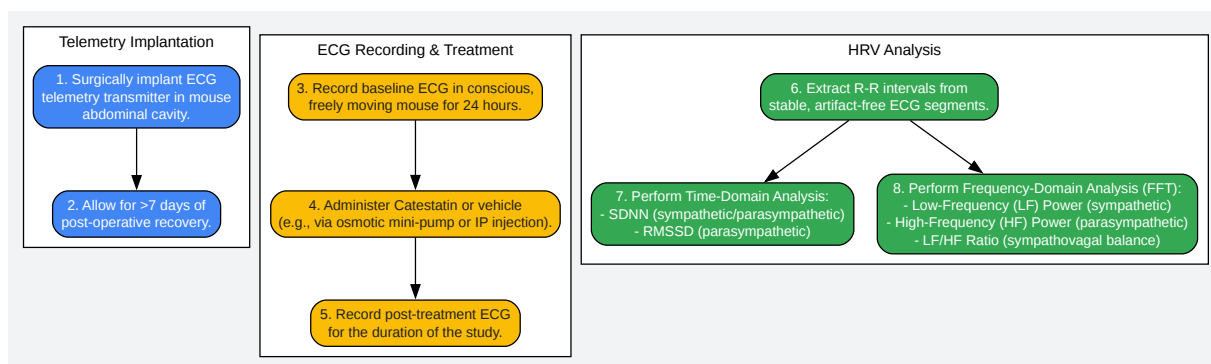 Telemetry Implantation
1. Surgically implant ECG
telemetry transmitter in mouse
abdominal cavity.
2. Allow for >7 days of
post-operative recovery.
ECG Recording & Treatment
3. Record baseline ECG in conscious,
freely moving mouse for 24 hours.
4. Administer Catestatin or vehicle
(e.g., via osmotic mini-pump or IP injection).
5. Record post-treatment ECG
for the duration of the study.
HRV Analysis
6. Extract R-R intervals from
stable, artifact-free ECG segments.
7. Perform Time-Domain Analysis:
- SDNN (sympathetic/parasympathetic)
- RMSSD (parasympathetic)
8. Perform Frequency-Domain Analysis (FFT):
- Low-Frequency (LF) Power (sympathetic)
- High-Frequency (HF) Power (parasympathetic)
- LF/HF Ratio (sympathovagal balance)